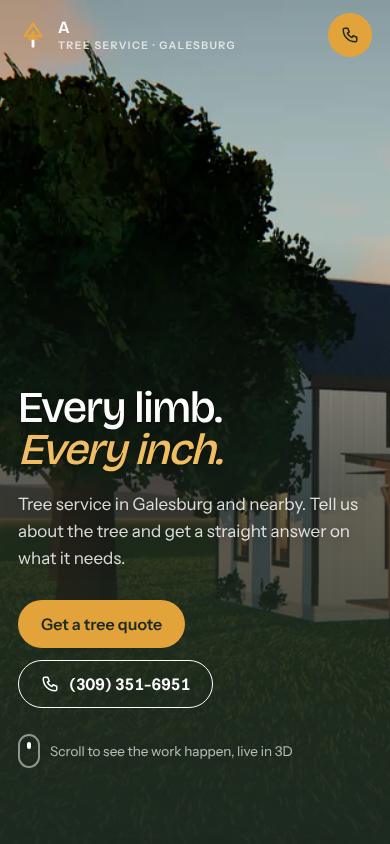 A
TREE SERVICE · GALESBURG
Every limb.
Every inch.
Tree service in Galesburg and nearby. Tell us
about the tree and get a straight answer on
what it needs.
Get a tree quote
(309) 351-6951
Scroll to see the work happen, live in 3D